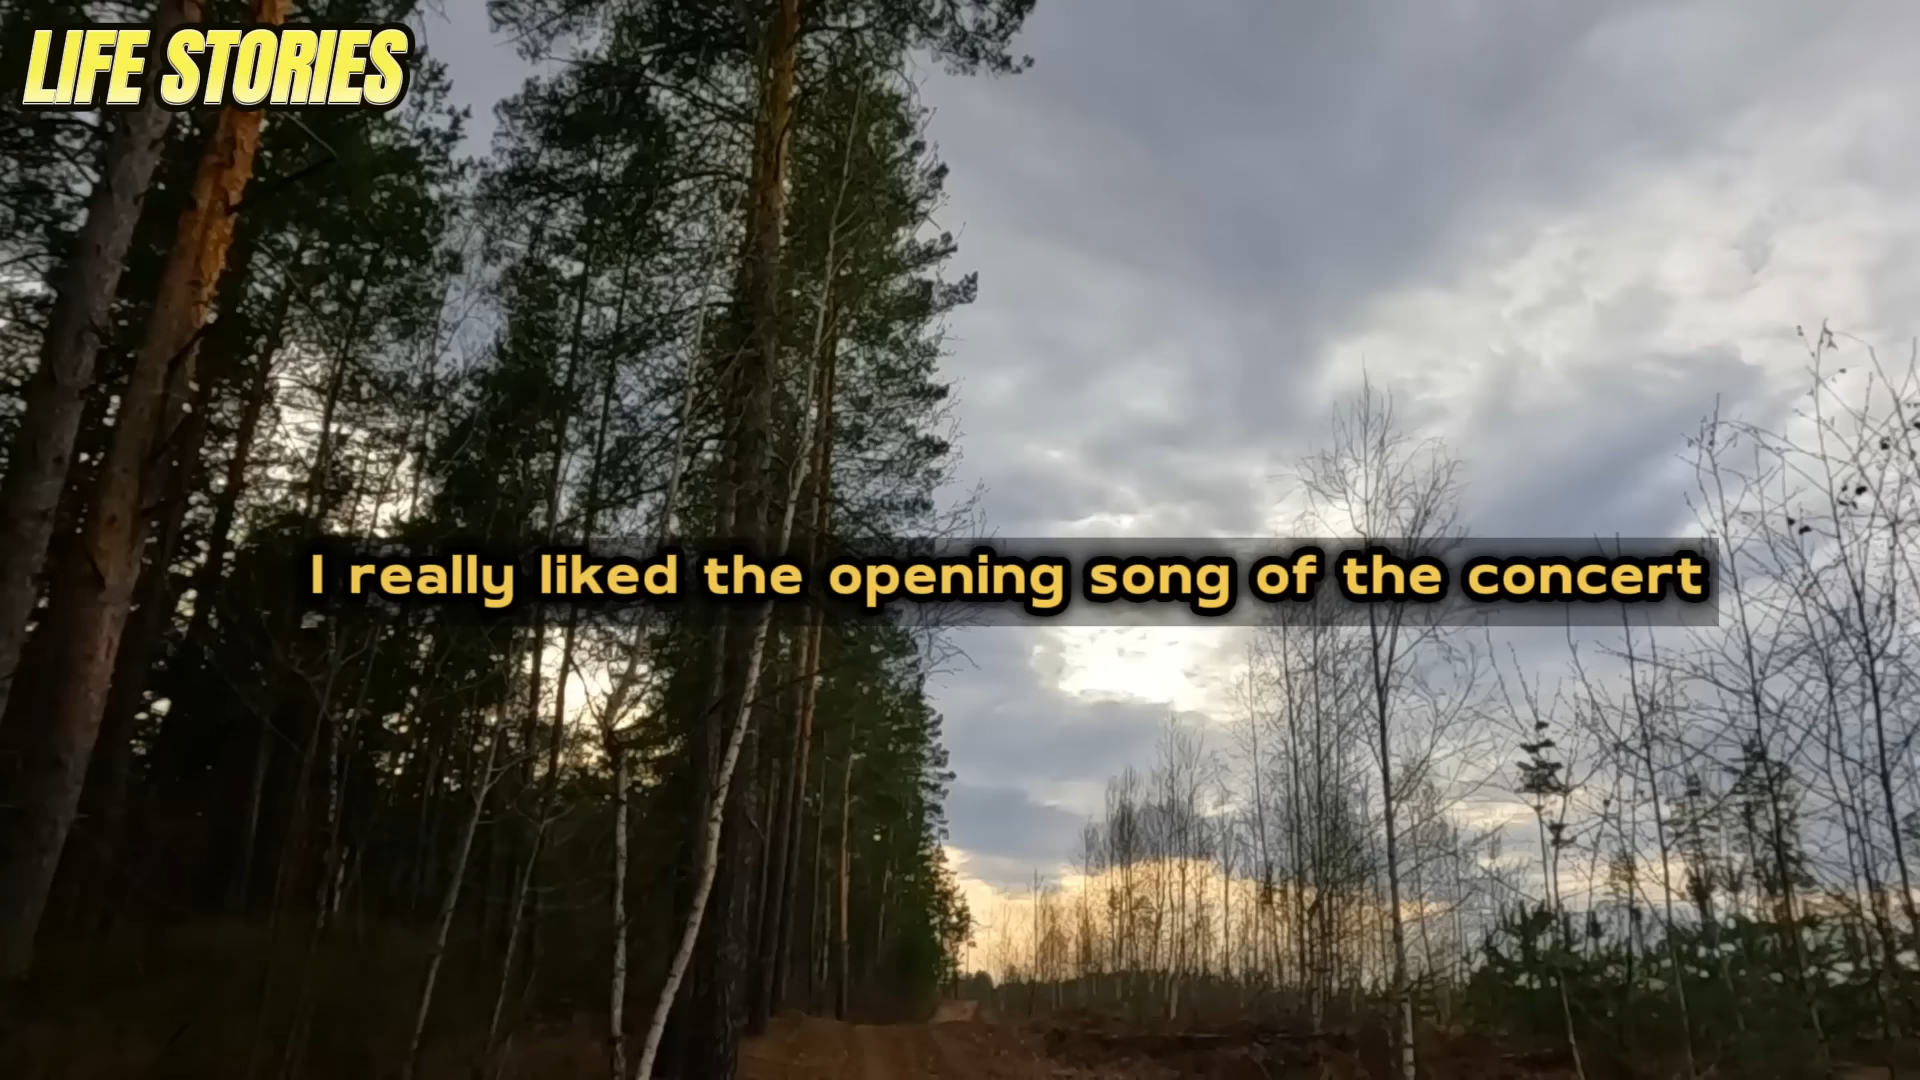 LIFE STORIES
I really liked the opening song of the concert